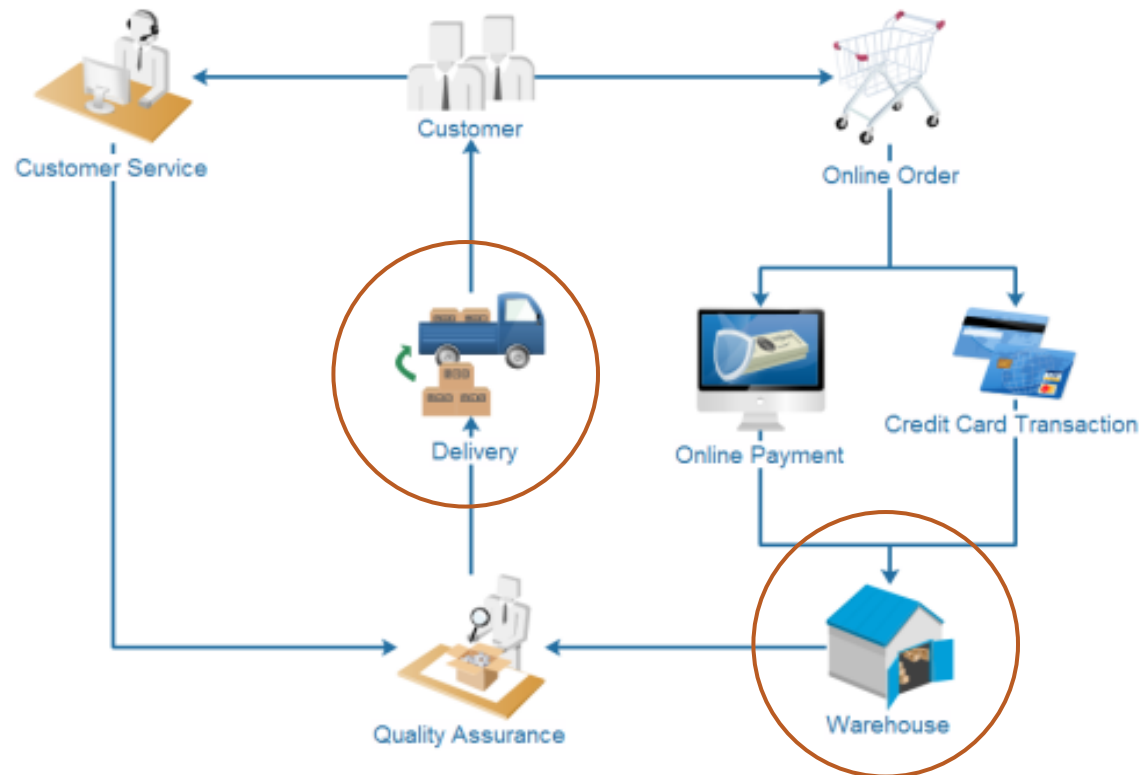 Customer
Customer Service
Online Order
Delivery
Online Payment
Credit Card Transaction
Quality Assurance
Warehouse